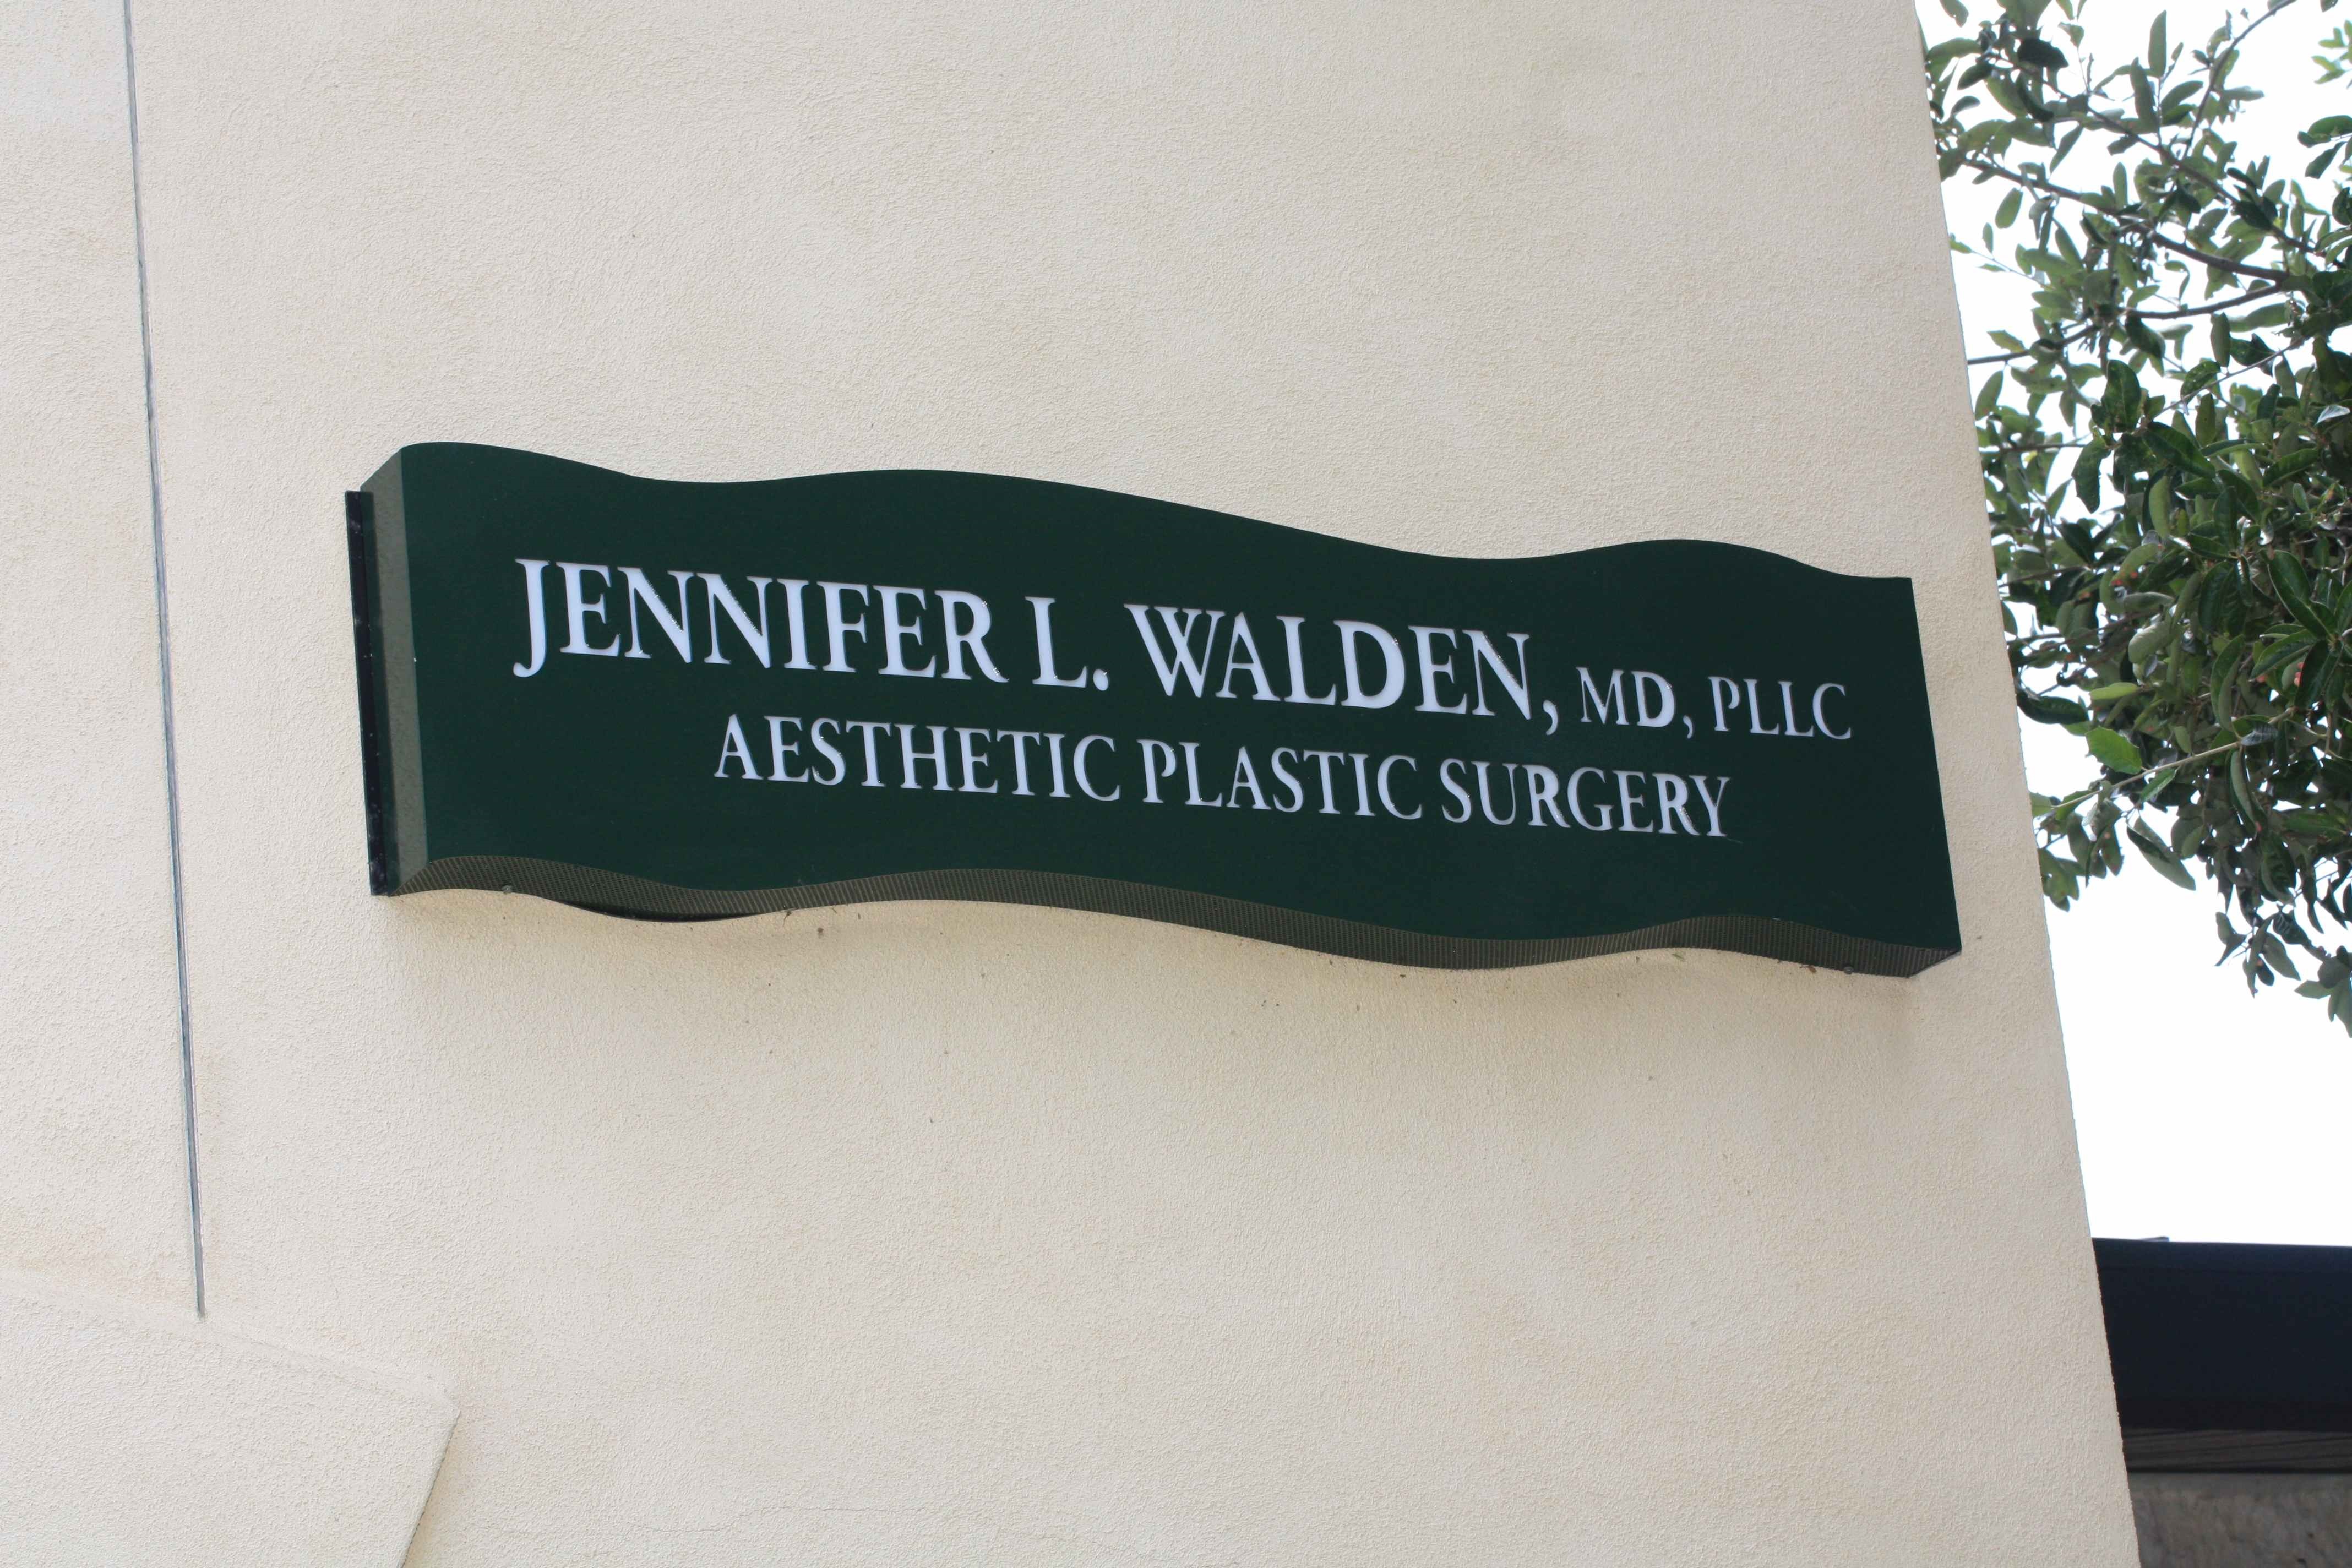 JENNIFER L. WALDEN, MD, PLLC
AESTHETIC PLASTIC SURGERY